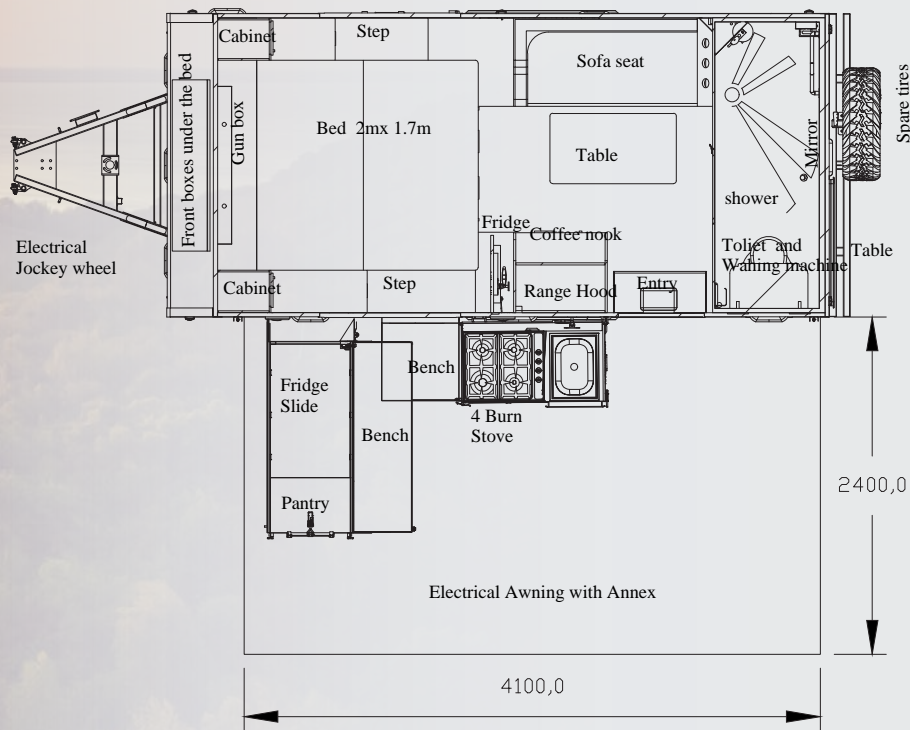 Cabinet
Step
Sofa seat
Spare tires
Front boxes under the bed
Gun box
Bed 2mx 1.7m
Table
Mirror
shower
Electrical
Jockey wheel
Fridge
Coffee nook
Toliet and
Wahing machine
Table
Cabinet
Step
Range Hood
Entry
Bench
Fridge
Slide
4 Burn
Stove
Bench
Pantry
2400,0
Electrical Awning with Annex
4100,0